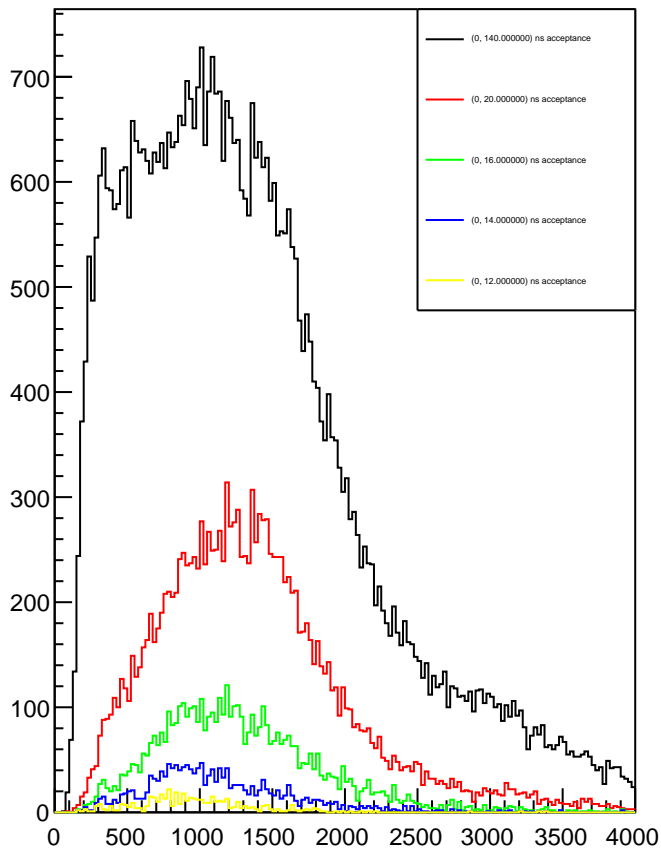 700
600
500
400
300
200
100
0
0 500 1000 1500 2000 2500 3000 3500 4000
(0, 140.000000) ns acceptance
(0, 20.000000) ns acceptance
(0, 16.000000) ns acceptance
(0, 14.000000) ns acceptance
(0, 12.000000) ns acceptance